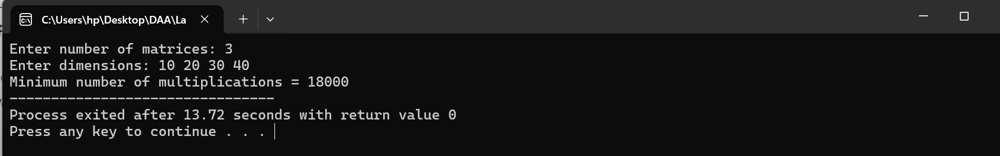 C:\Users\hp\Desktop\DAA\La
Enter number of matrices: 3
Enter dimensions: 10 20 30 40
Minimum number of multiplications = 18000
--------------------------------
Process exited after 13.72 seconds with return value 0
Press any key to continue . . .